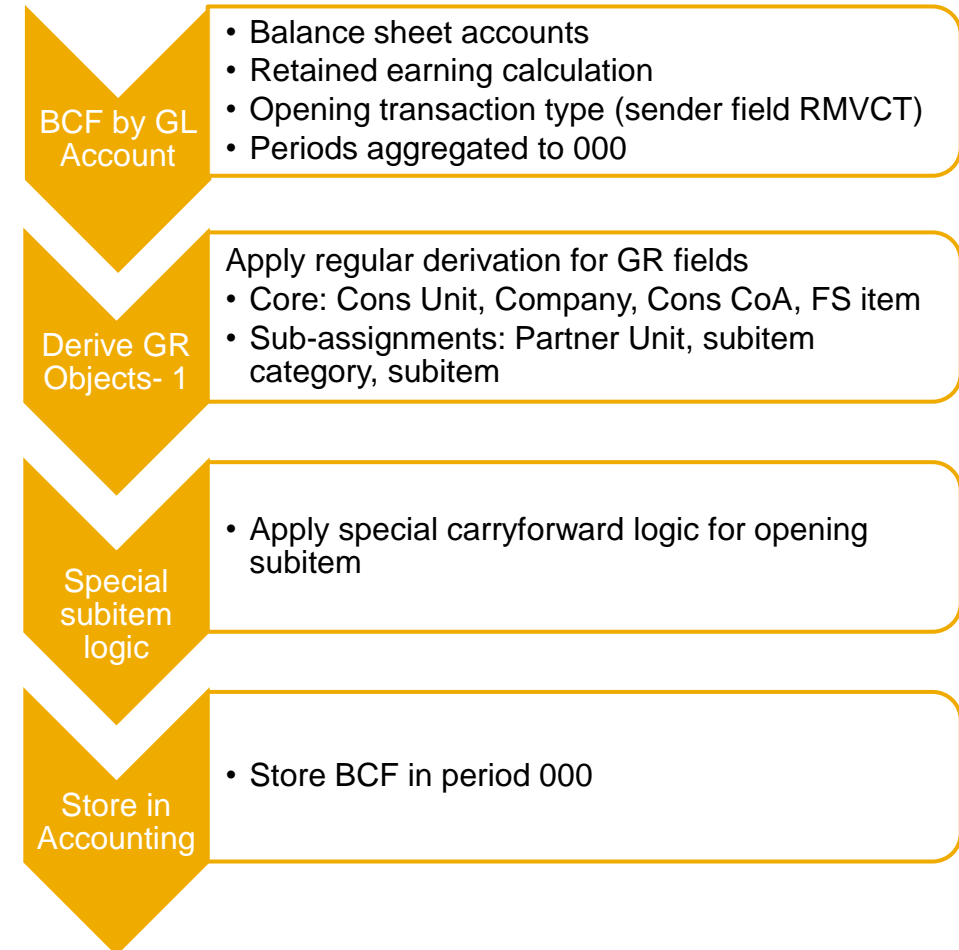 BCF by GL
Account
• Balance sheet accounts
• Retained earning calculation
• Opening transaction type (sender field RMVCT)
• Periods aggregated to 000
Derive GR
Objects- 1
Apply regular derivation for GR fields
• Core: Cons Unit, Company, Cons CoA, FS item
• Sub-assignments: Partner Unit, subitem
category, subitem
Special
subitem
logic
• Apply special carryforward logic for opening
subitem
Store in
Accounting
• Store BCF in period 000